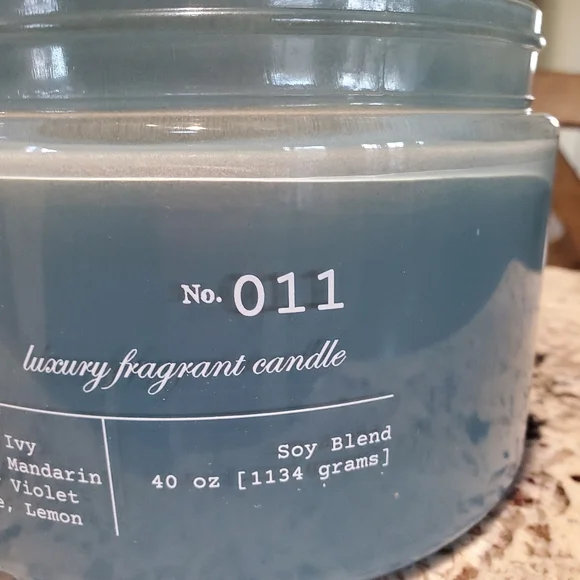 No. 011
luxury fragrant candle
Ivy
Mandarin
Violet
Lemon
Soy Blend
40 oz [1134 grams]